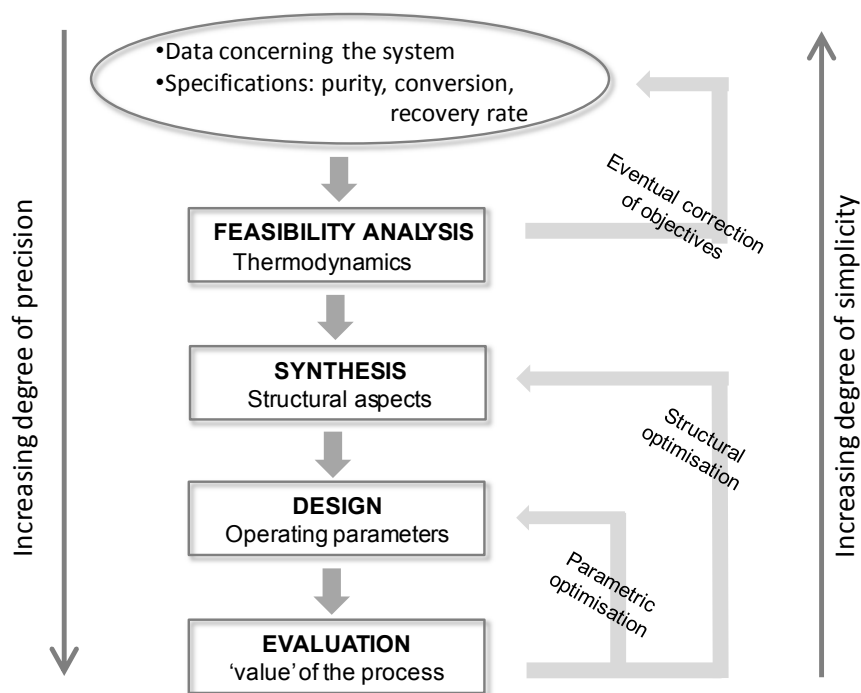 •Data concerning the system
•Specifications: purity, conversion,
recovery rate
Eventual correction
of objectives
FEASIBILITY ANALYSIS
Thermodynamics
SYNTHESIS
Structural aspects
Structural
optimisation
DESIGN
Operating parameters
Parametric
optimisation
EVALUATION
‘value’ of the process
Increasing degree of precision
Increasing degree of simplicity